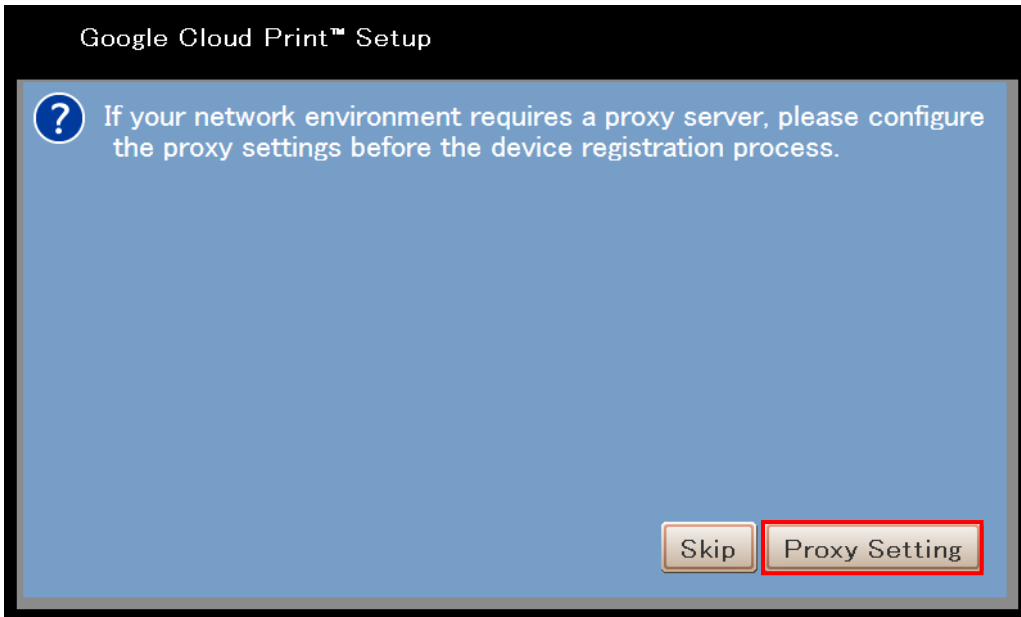 Google Cloud Print™ Setup
? If your network environment requires a proxy server, please configure
the proxy settings before the device registration process.
Skip Proxy Setting